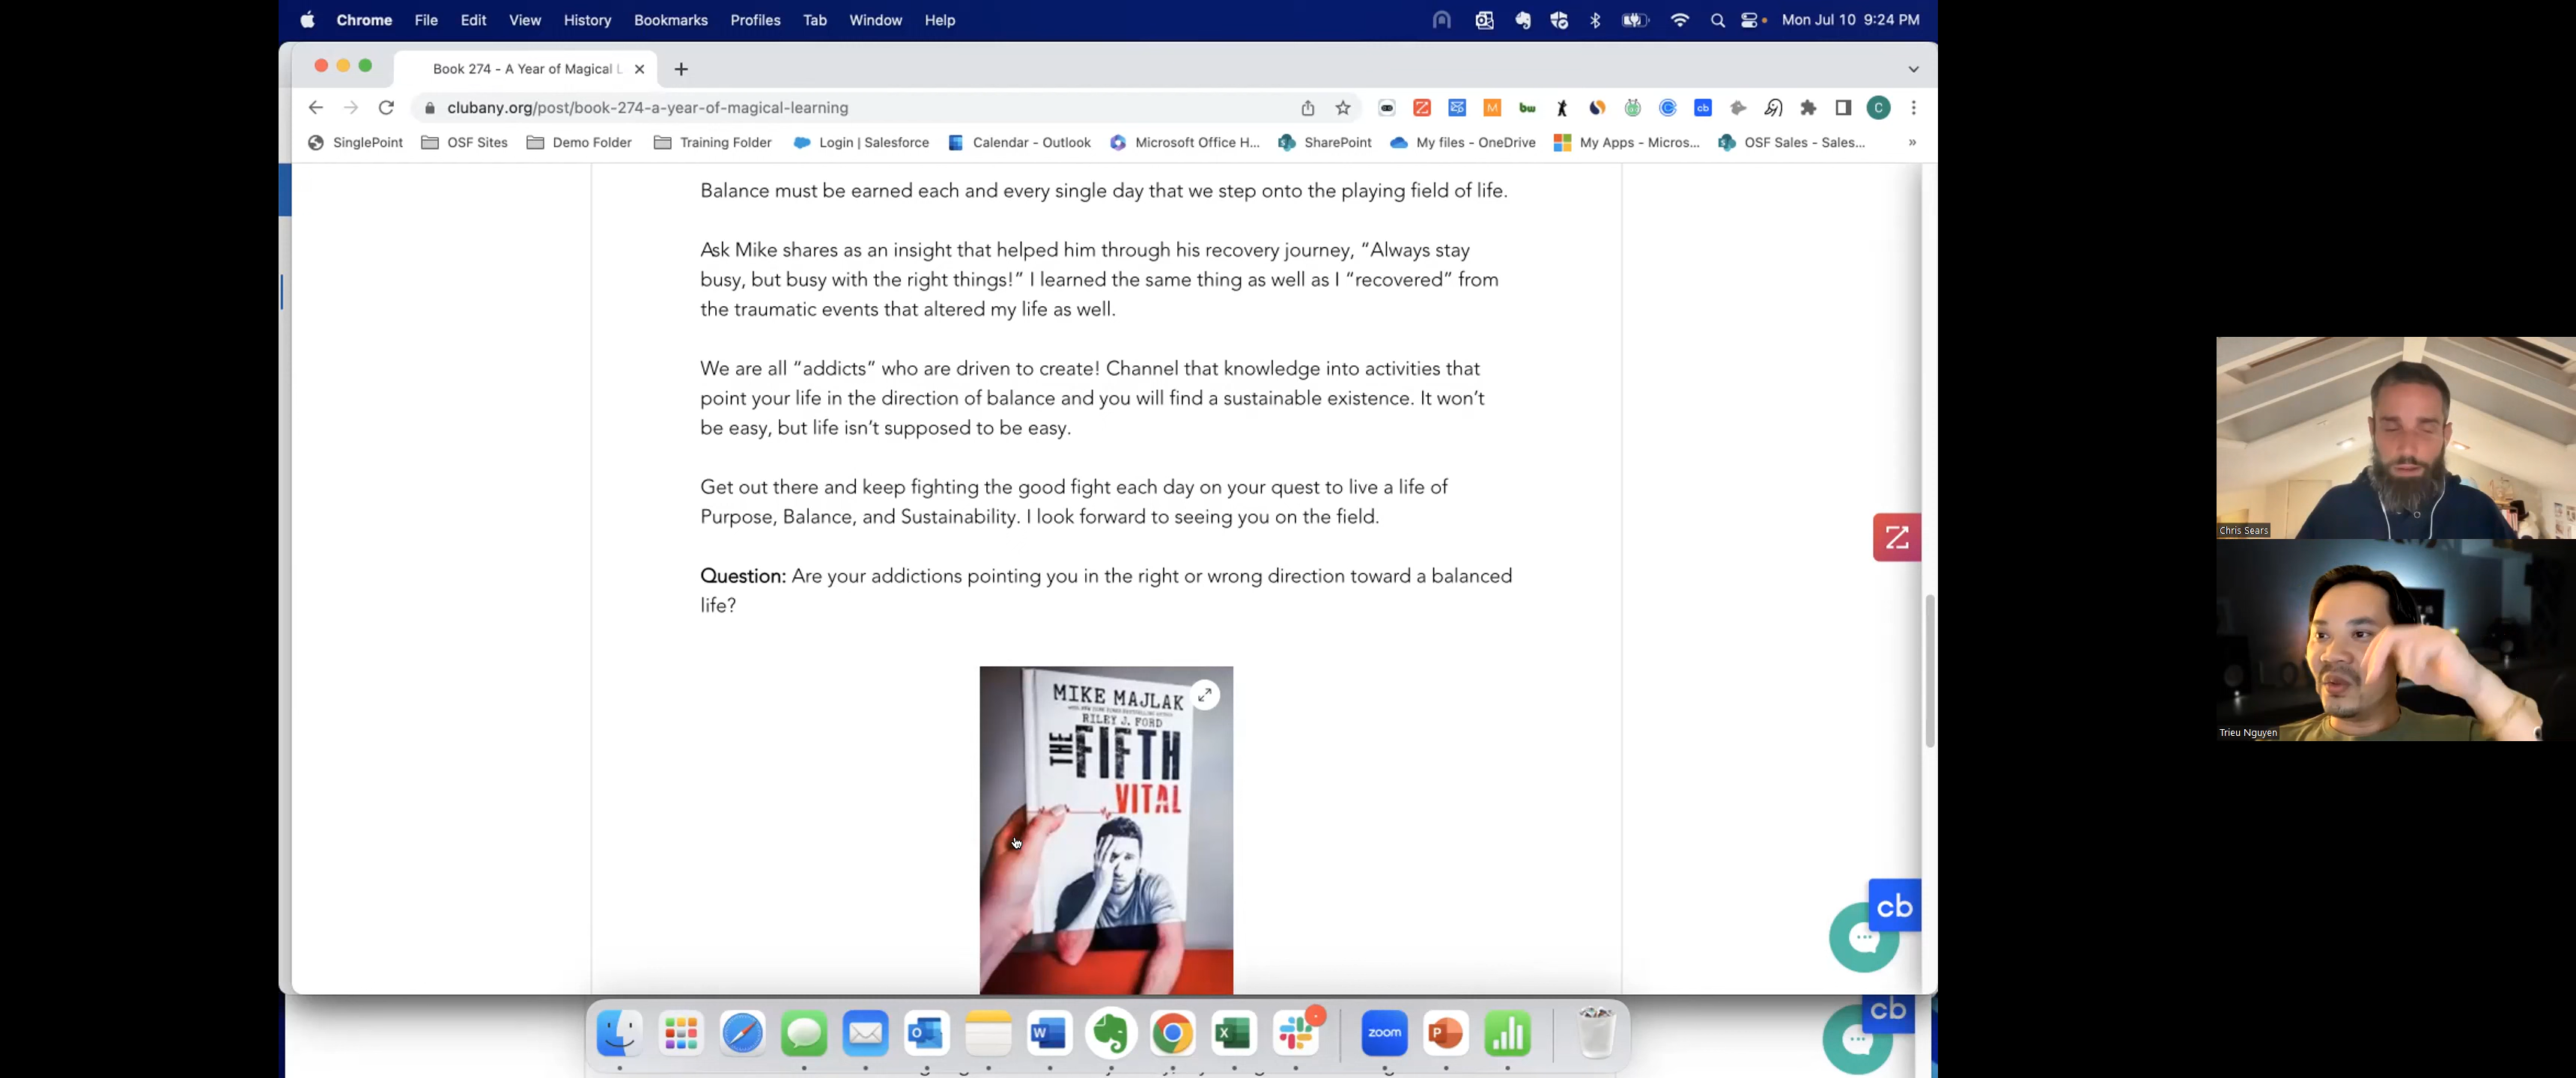 Chrome File Edit View History Bookmarks Profiles Tab Window Help
Mon Jul 10 9:24 PM
Book 274 - A Year of Magical L
clubany.org/post/book-274-a-year-of-magical-learning
SinglePoint OSF Sites Demo Folder Training Folder Login | Salesforce Calendar - Outlook Microsoft Office H... SharePoint My files - OneDrive My Apps - Micros... OSF Sales - Sales... »
Balance must be earned each and every single day that we step onto the playing field of life.
Ask Mike shares as an insight that helped him through his recovery journey, “Always stay
busy, but busy with the right things!” I learned the same thing as well as I “recovered” from
the traumatic events that altered my life as well.
We are all “addicts” who are driven to create! Channel that knowledge into activities that
point your life in the direction of balance and you will find a sustainable existence. It won’t
be easy, but life isn’t supposed to be easy.
Get out there and keep fighting the good fight each day on your quest to live a life of
Purpose, Balance, and Sustainability. I look forward to seeing you on the field.
Question: Are your addictions pointing you in the right or wrong direction toward a balanced
life?
MIKE MAJLAK
RILEY J. FORD
THE FIFTH
VITAL
cb
cb
zoom
Chris Sears
Trieu Nguyen